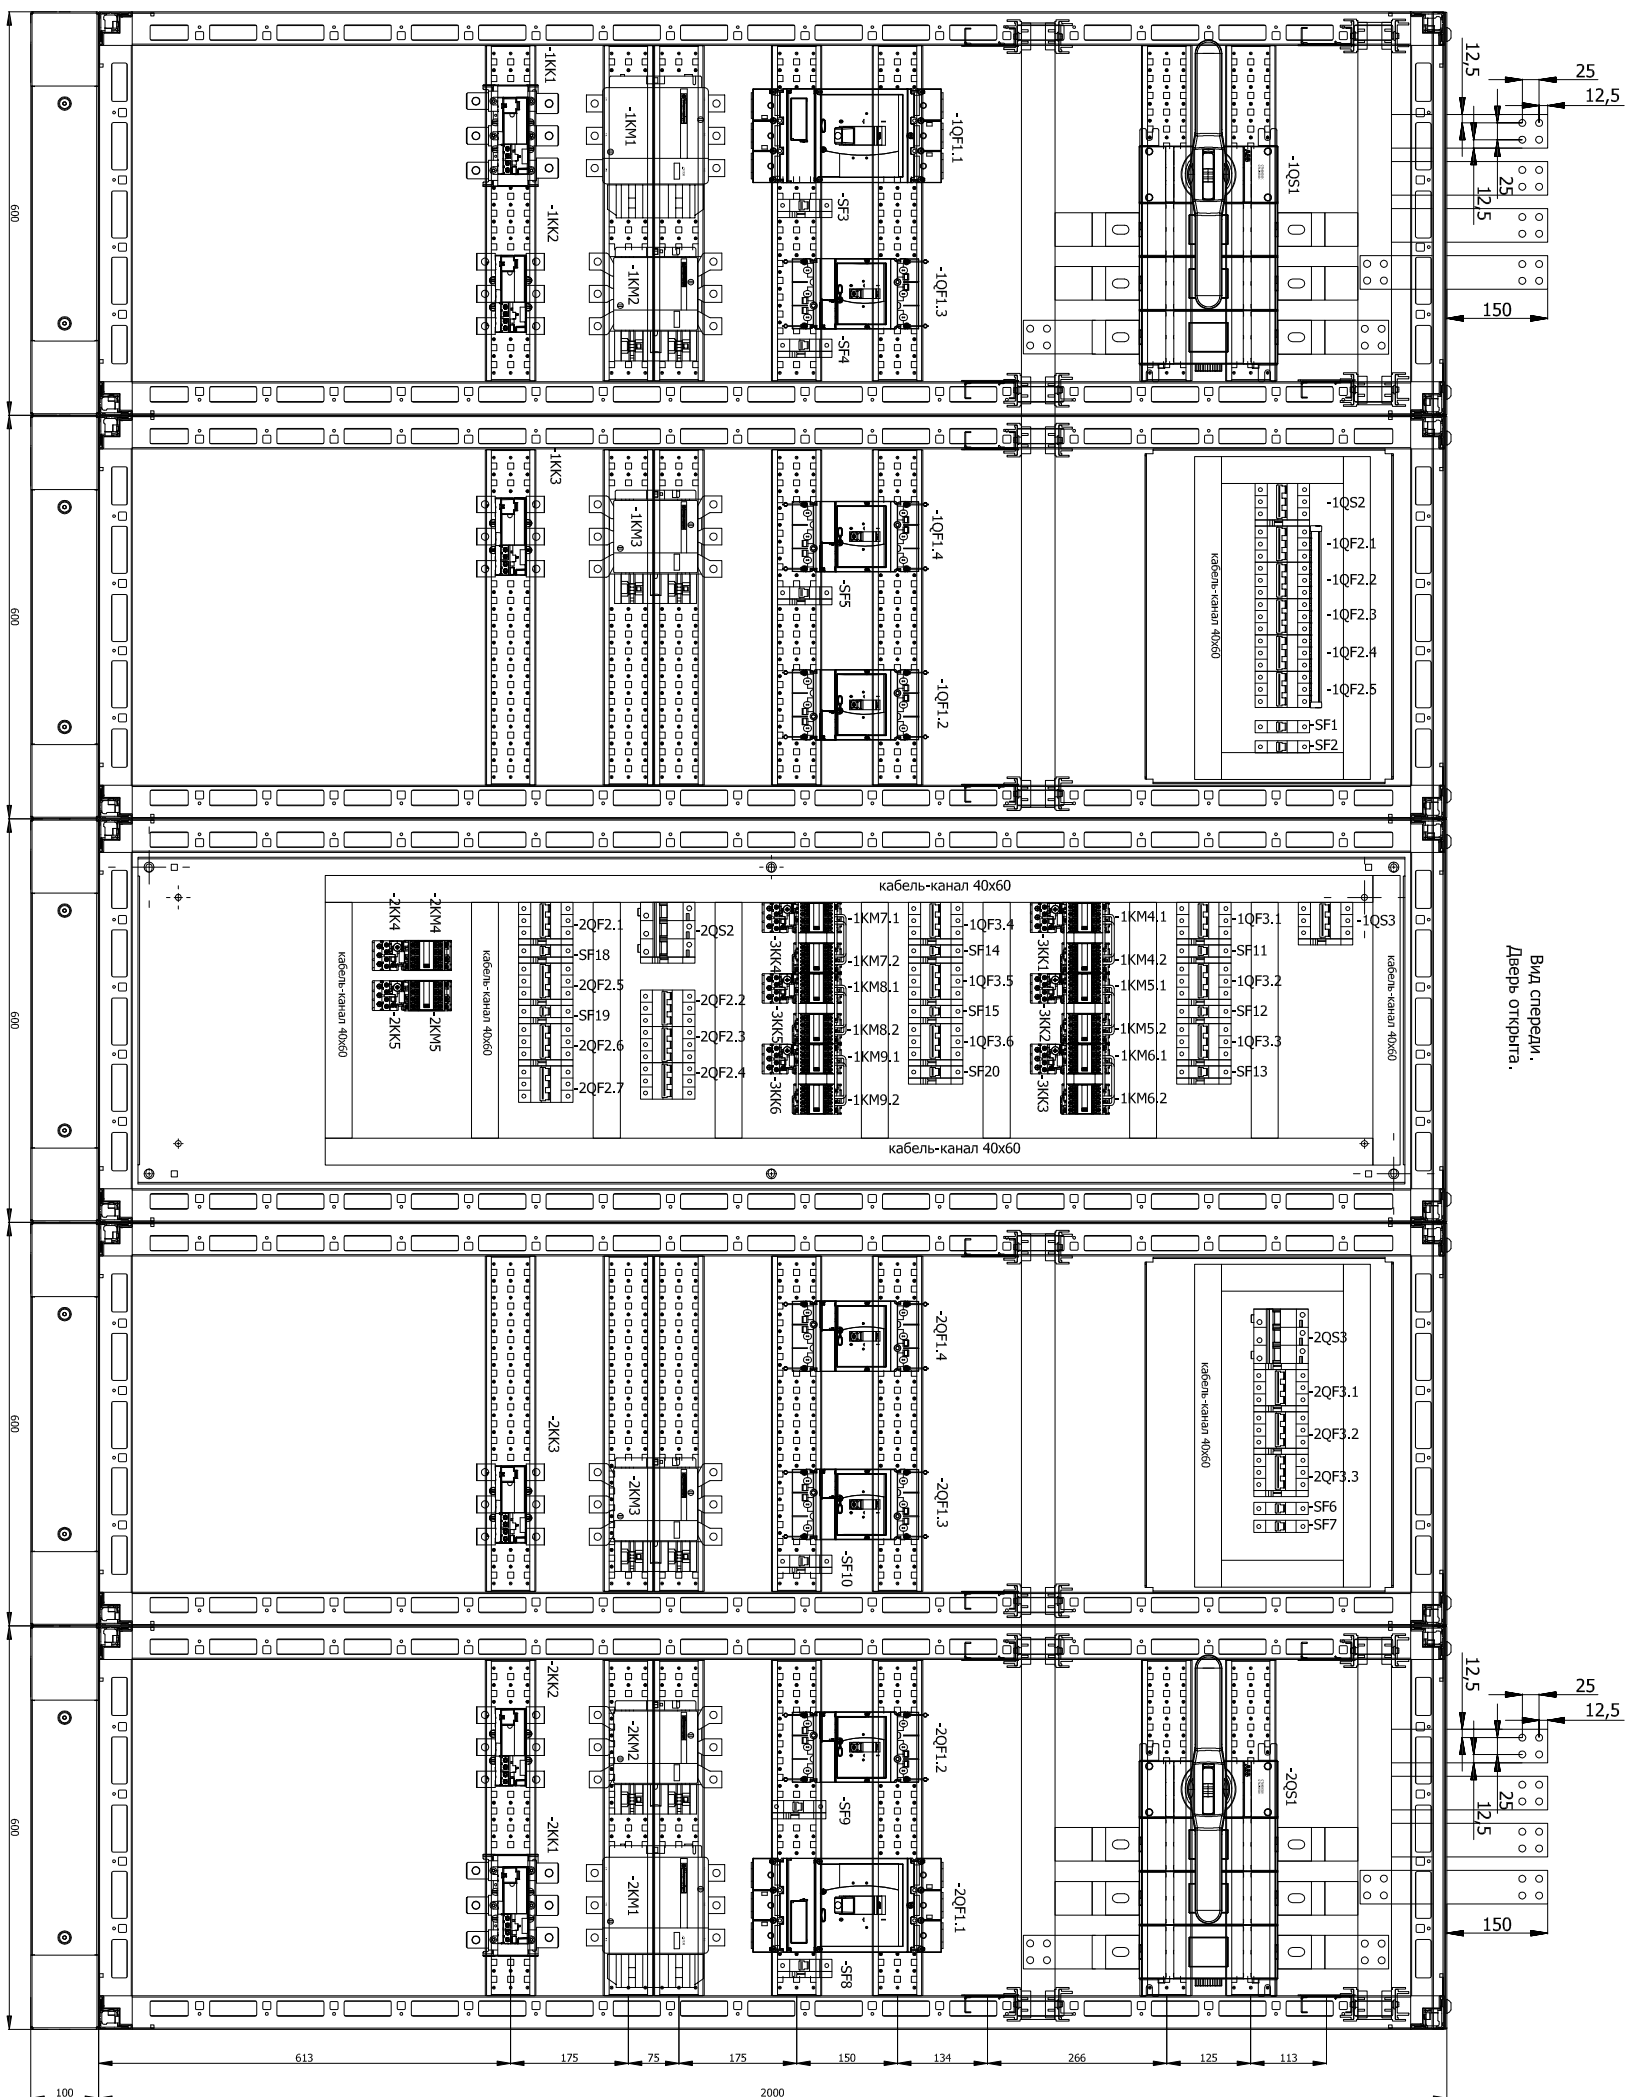 Вид спереди.
Дверь открыта.
25
12,5
12,5
25
12,5
150
-1QS1
-1QF1.1
-SF3
-1QF1.3
-SF4
-1KM1
-1KM2
-1KK1
-1KK2
600
-1QS2
-1QF2.1
-1QF2.2
-1QF2.3
-1QF2.4
-1QF2.5
-SF1
-SF2
кабель-канал 40x60
-1QF1.4
-SF5
-1QF1.2
-1KM3
-1KK3
600
кабель-канал 40x60
кабель-канал 40x60
кабель-канал 40x60
-1QS3
-1QF3.1
-SF11
-1QF3.2
-SF12
-1QF3.3
-SF13
-1KM4.1
-1KM4.2
-1KM5.1
-1KM5.2
-1KM6.1
-1KM6.2
-3KK1
-3KK2
-3KK3
-1QF3.4
-SF14
-1QF3.5
-SF15
-1QF3.6
-SF20
-1KM7.1
-1KM7.2
-1KM8.1
-1KM8.2
-1KM9.1
-1KM9.2
-3KK4
-3KK5
-3KK6
-2QS2
-2QF2.2
-2QF2.3
-2QF2.4
-2QF2.1
-SF18
-2QF2.5
-SF19
-2QF2.6
-2QF2.7
кабель-канал 40x60
-2KM4
-2KM5
-2KK4
-2KK5
кабель-канал 40x60
600
-2QS3
-2QF3.1
-2QF3.2
-2QF3.3
-SF6
-SF7
кабель-канал 40x60
-2QF1.4
-2QF1.3
-SF10
-2KM3
-2KK3
600
25
12,5
12,5
25
12,5
150
-2QS1
-2QF1.2
-SF9
-2QF1.1
-SF8
-2KM2
-2KM1
-2KK2
-2KK1
600
113
125
266
134
150
175
75
175
613
2000
100